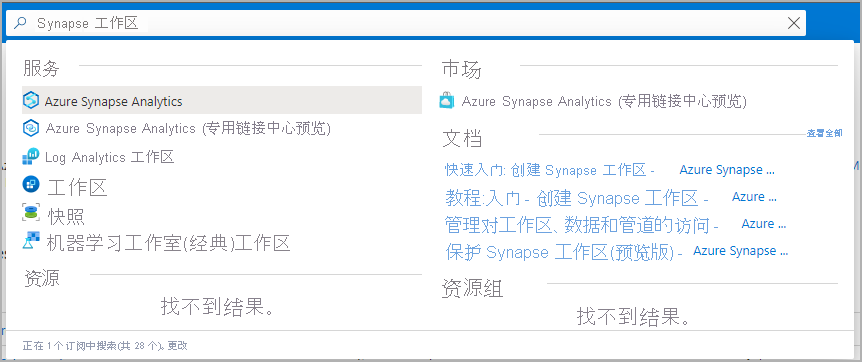 Synapse 工作区
服务
Azure Synapse Analytics
Azure Synapse Analytics (专用链接中心预览)
Log Analytics 工作区
工作区
快照
机器学习工作室(经典)工作区
资源
找不到结果。
市场
Azure Synapse Analytics (专用链接中心预览)
文档
查看全部
快速入门: 创建 Synapse 工作区 - Azure Synapse ...
教程:入门 - 创建 Synapse 工作区 - Azure ...
管理对工作区、数据和管道的访问 - Azure ...
保护 Synapse 工作区(预览版) - Azure Synapse ...
资源组
找不到结果。
正在 1 个订阅中搜索(共 28 个)。更改